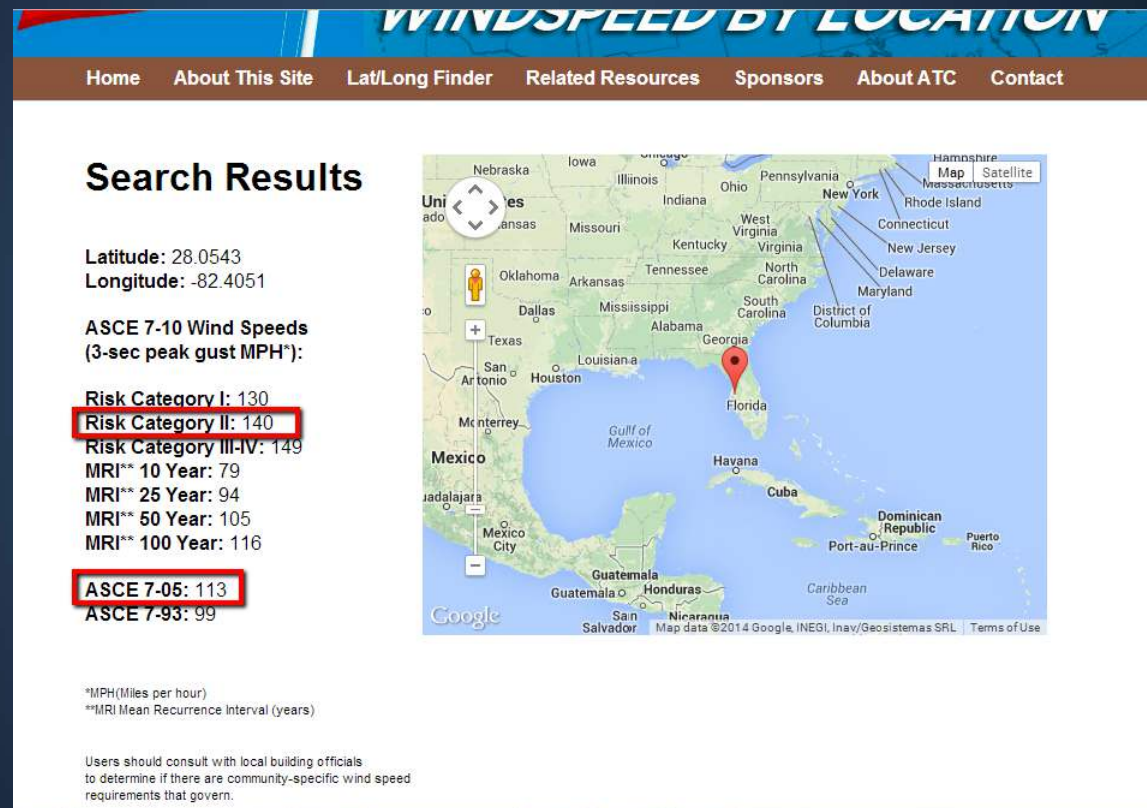 WINDSPEED BY LOCATION
Home About This Site Lat/Long Finder Related Resources Sponsors About ATC Contact
Search Results
Latitude: 28.0543
Longitude: -82.4051
ASCE 7-10 Wind Speeds
(3-sec peak gust MPH*):
Risk Category I: 130
Risk Category II: 140
Risk Category III-IV: 149
MRI** 10 Year: 79
MRI** 25 Year: 94
MRI** 50 Year: 105
MRI** 100 Year: 116
ASCE 7-05: 113
ASCE 7-93: 99
*MPH(Miles per hour)
**MRI Mean Recurrence Interval (years)
Users should consult with local building officials
to determine if there are community-specific wind speed
requirements that govern.
Map Satellite
Iowa
Nebraska
Illinois
Indiana
Ohio
Pennsylvania
New York
Hampshire
Massachusetts
Rhode Island
Connecticut
New Jersey
Delaware
Maryland
District of
Columbia
West
Virginia
Virginia
Missouri
Kentucky
Tennessee
North
Carolina
South
Carolina
Oklahoma
Arkansas
Mississippi
Alabama
Georgia
Dallas
Texas
Louisiana
San
Antonio
Houston
Florida
Monterrey
Gulf of
Mexico
Mexico
Havana
Cuba
Dominican
Republic
Port-au-Prince
Puerto
Rico
Mexico
City
Guatemala
Guatemala
Honduras
Caribbean
Sea
San
Salvador
Nicaragua
Google
Map data ©2014 Google, INEGI, Inav/Geosistemas SRL Terms of Use